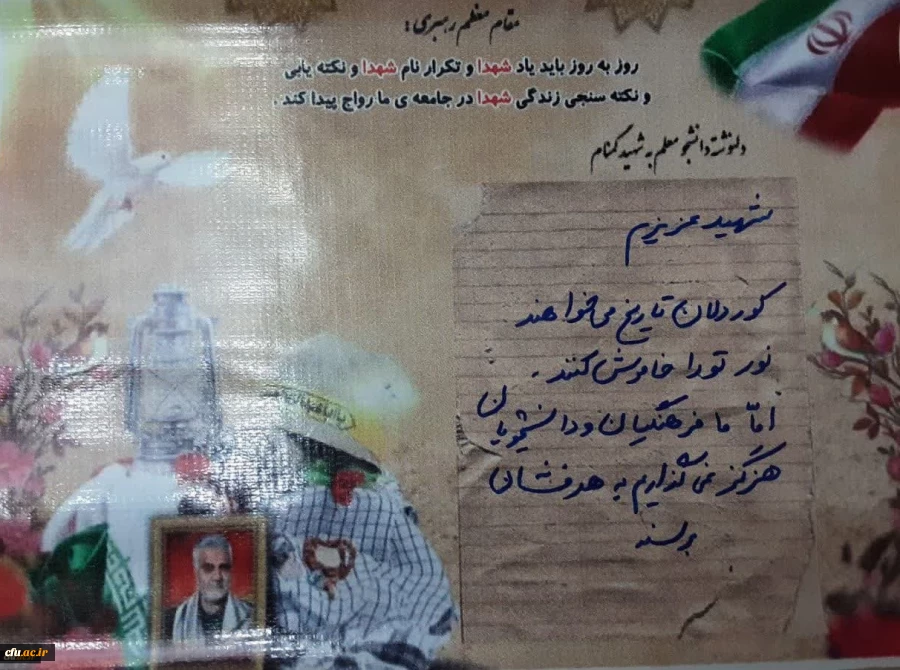 مقام معظم رهبری :
روز به روز باید یاد شهدا و تکرار نام شهدا و نکته یابی
و نکته سنجی زندگی شهدا در جامعه ی ما رواج پیدا کند .
دلنوشته دانشجو معلم به شهید گمنام
شهید عزیزم
کوردلان تاریخ می‌خواهند
نور تو را خاموش کنند .
امّا ما فرهنگیان و دانشجویان
هرگز نمی گذاریم به هدفشان
برسند
cfu.ac.ir